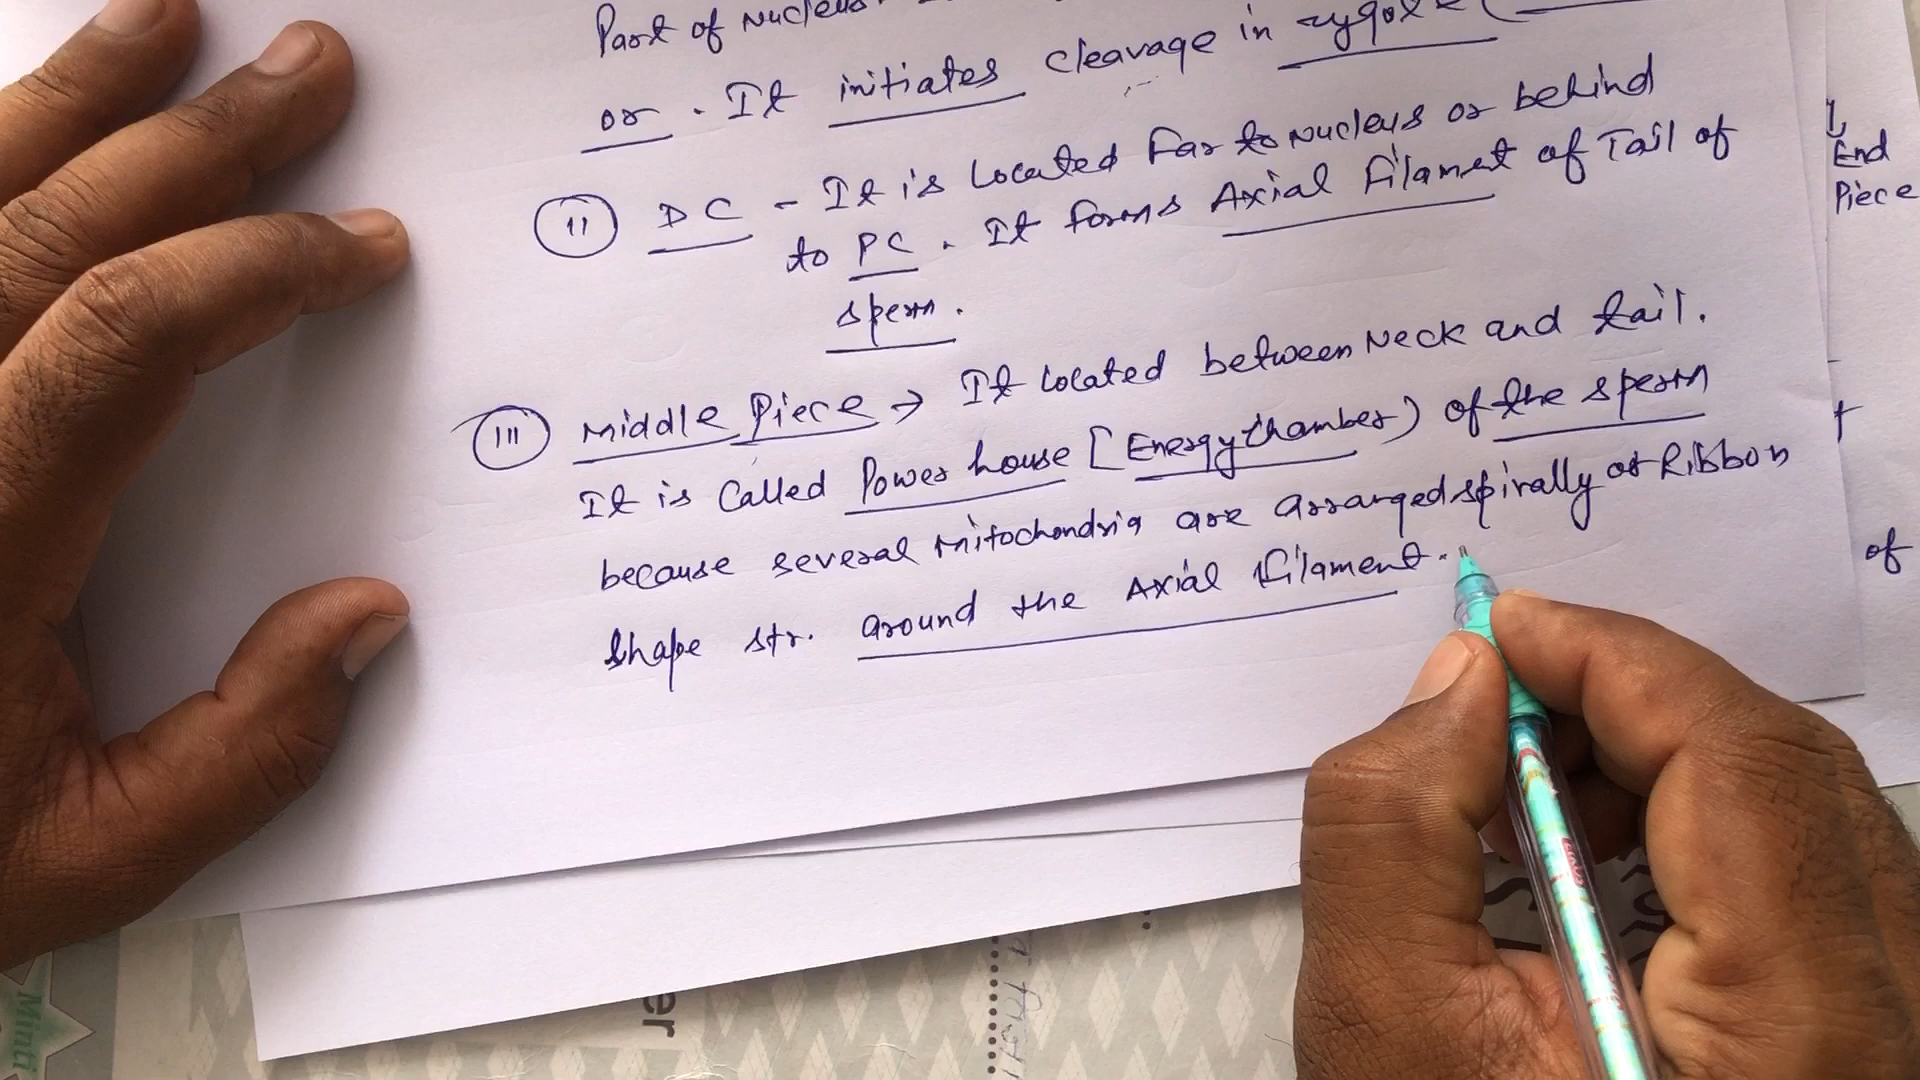 Part of Nucleus.
or. It initiates cleavage in zygote (
(II) DC - It is Located Far to Nucleus or behind
to PC. It forms Axial Filament of Tail of
sperm.
(III) Middle Piece → It Located between Neck and tail.
It is Called Power house [Energy Chamber) of the sperm
because several mitochondria are arranged spirally or Ribbon
shape str. around the Axial filament.
End
Piece
of
er
Minti